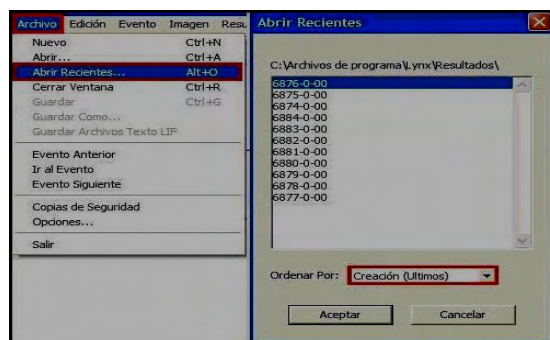 Archivo Edición Evento Imagen Resu
Nuevo Ctrl+N
Abrir... Ctrl+A
Abrir Recientes... Alt+O
Cerrar Ventana Ctrl+R
Guardar Ctrl+G
Guardar Como...
Guardar Archivos Texto LIF
Evento Anterior
Ir al Evento
Evento Siguiente
Copias de Seguridad
Opciones...
Salir
Abrir Recientes
C:\Archivos de programa\Lynx\Resultados\
6876-0-00
6875-0-00
6874-0-00
6884-0-00
6883-0-00
6882-0-00
6881-0-00
6880-0-00
6879-0-00
6878-0-00
6877-0-00
Ordenar Por: Creación (Ultimos)
Aceptar Cancelar